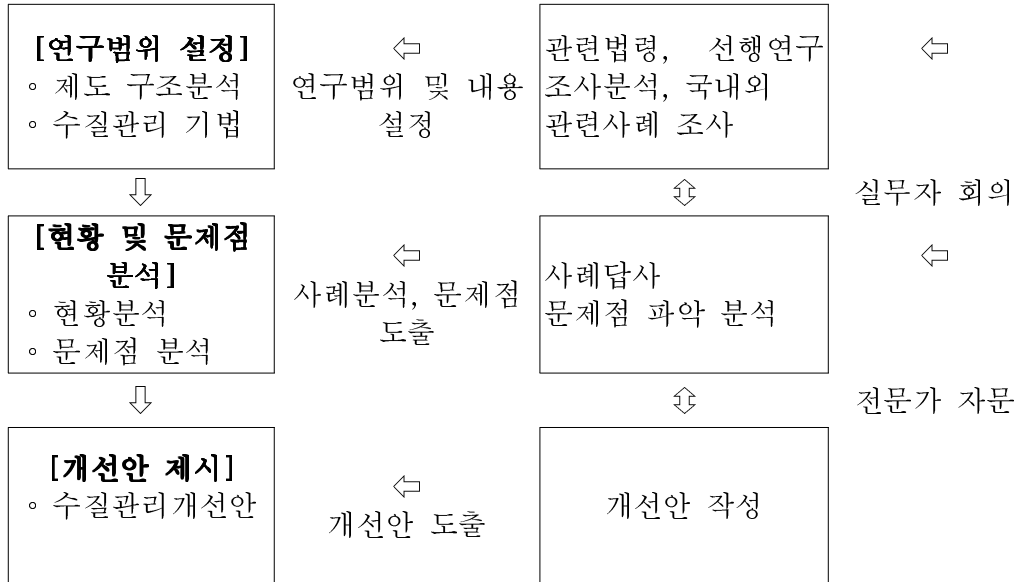 [연구범위 설정]
◦ 제도 구조분석
◦ 수질관리 기법
⇦
연구범위 및 내용
설정
관련법령, 선행연구
조사분석, 국내외
관련사례 조사
⇦
⇩
⇳
실무자 회의
[현황 및 문제점
분석]
◦ 현황분석
◦ 문제점 분석
⇦
사례분석, 문제점
도출
사례답사
문제점 파악 분석
⇦
⇩
⇳
전문가 자문
[개선안 제시]
◦ 수질관리개선안
⇦
개선안 도출
개선안 작성